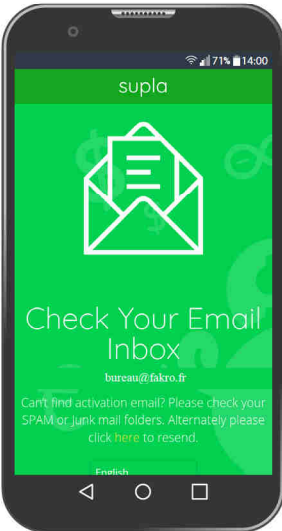 71% 14:00
supla
Check Your Email
Inbox
bureau@fakro.fr
Can't find activation email? Please check your
SPAM or Junk mail folders. Alternately please
click here to resend.
English